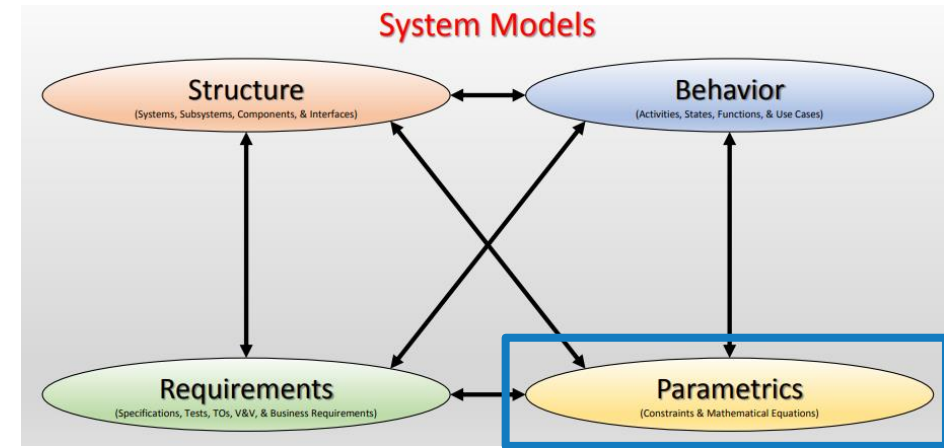 System Models
Structure
(Systems, Subsystems, Components, & Interfaces)
Behavior
(Activities, States, Functions, & Use Cases)
Requirements
(Specifications, Tests, TOs, V&V, & Business Requirements)
Parametrics
(Constraints & Mathematical Equations)